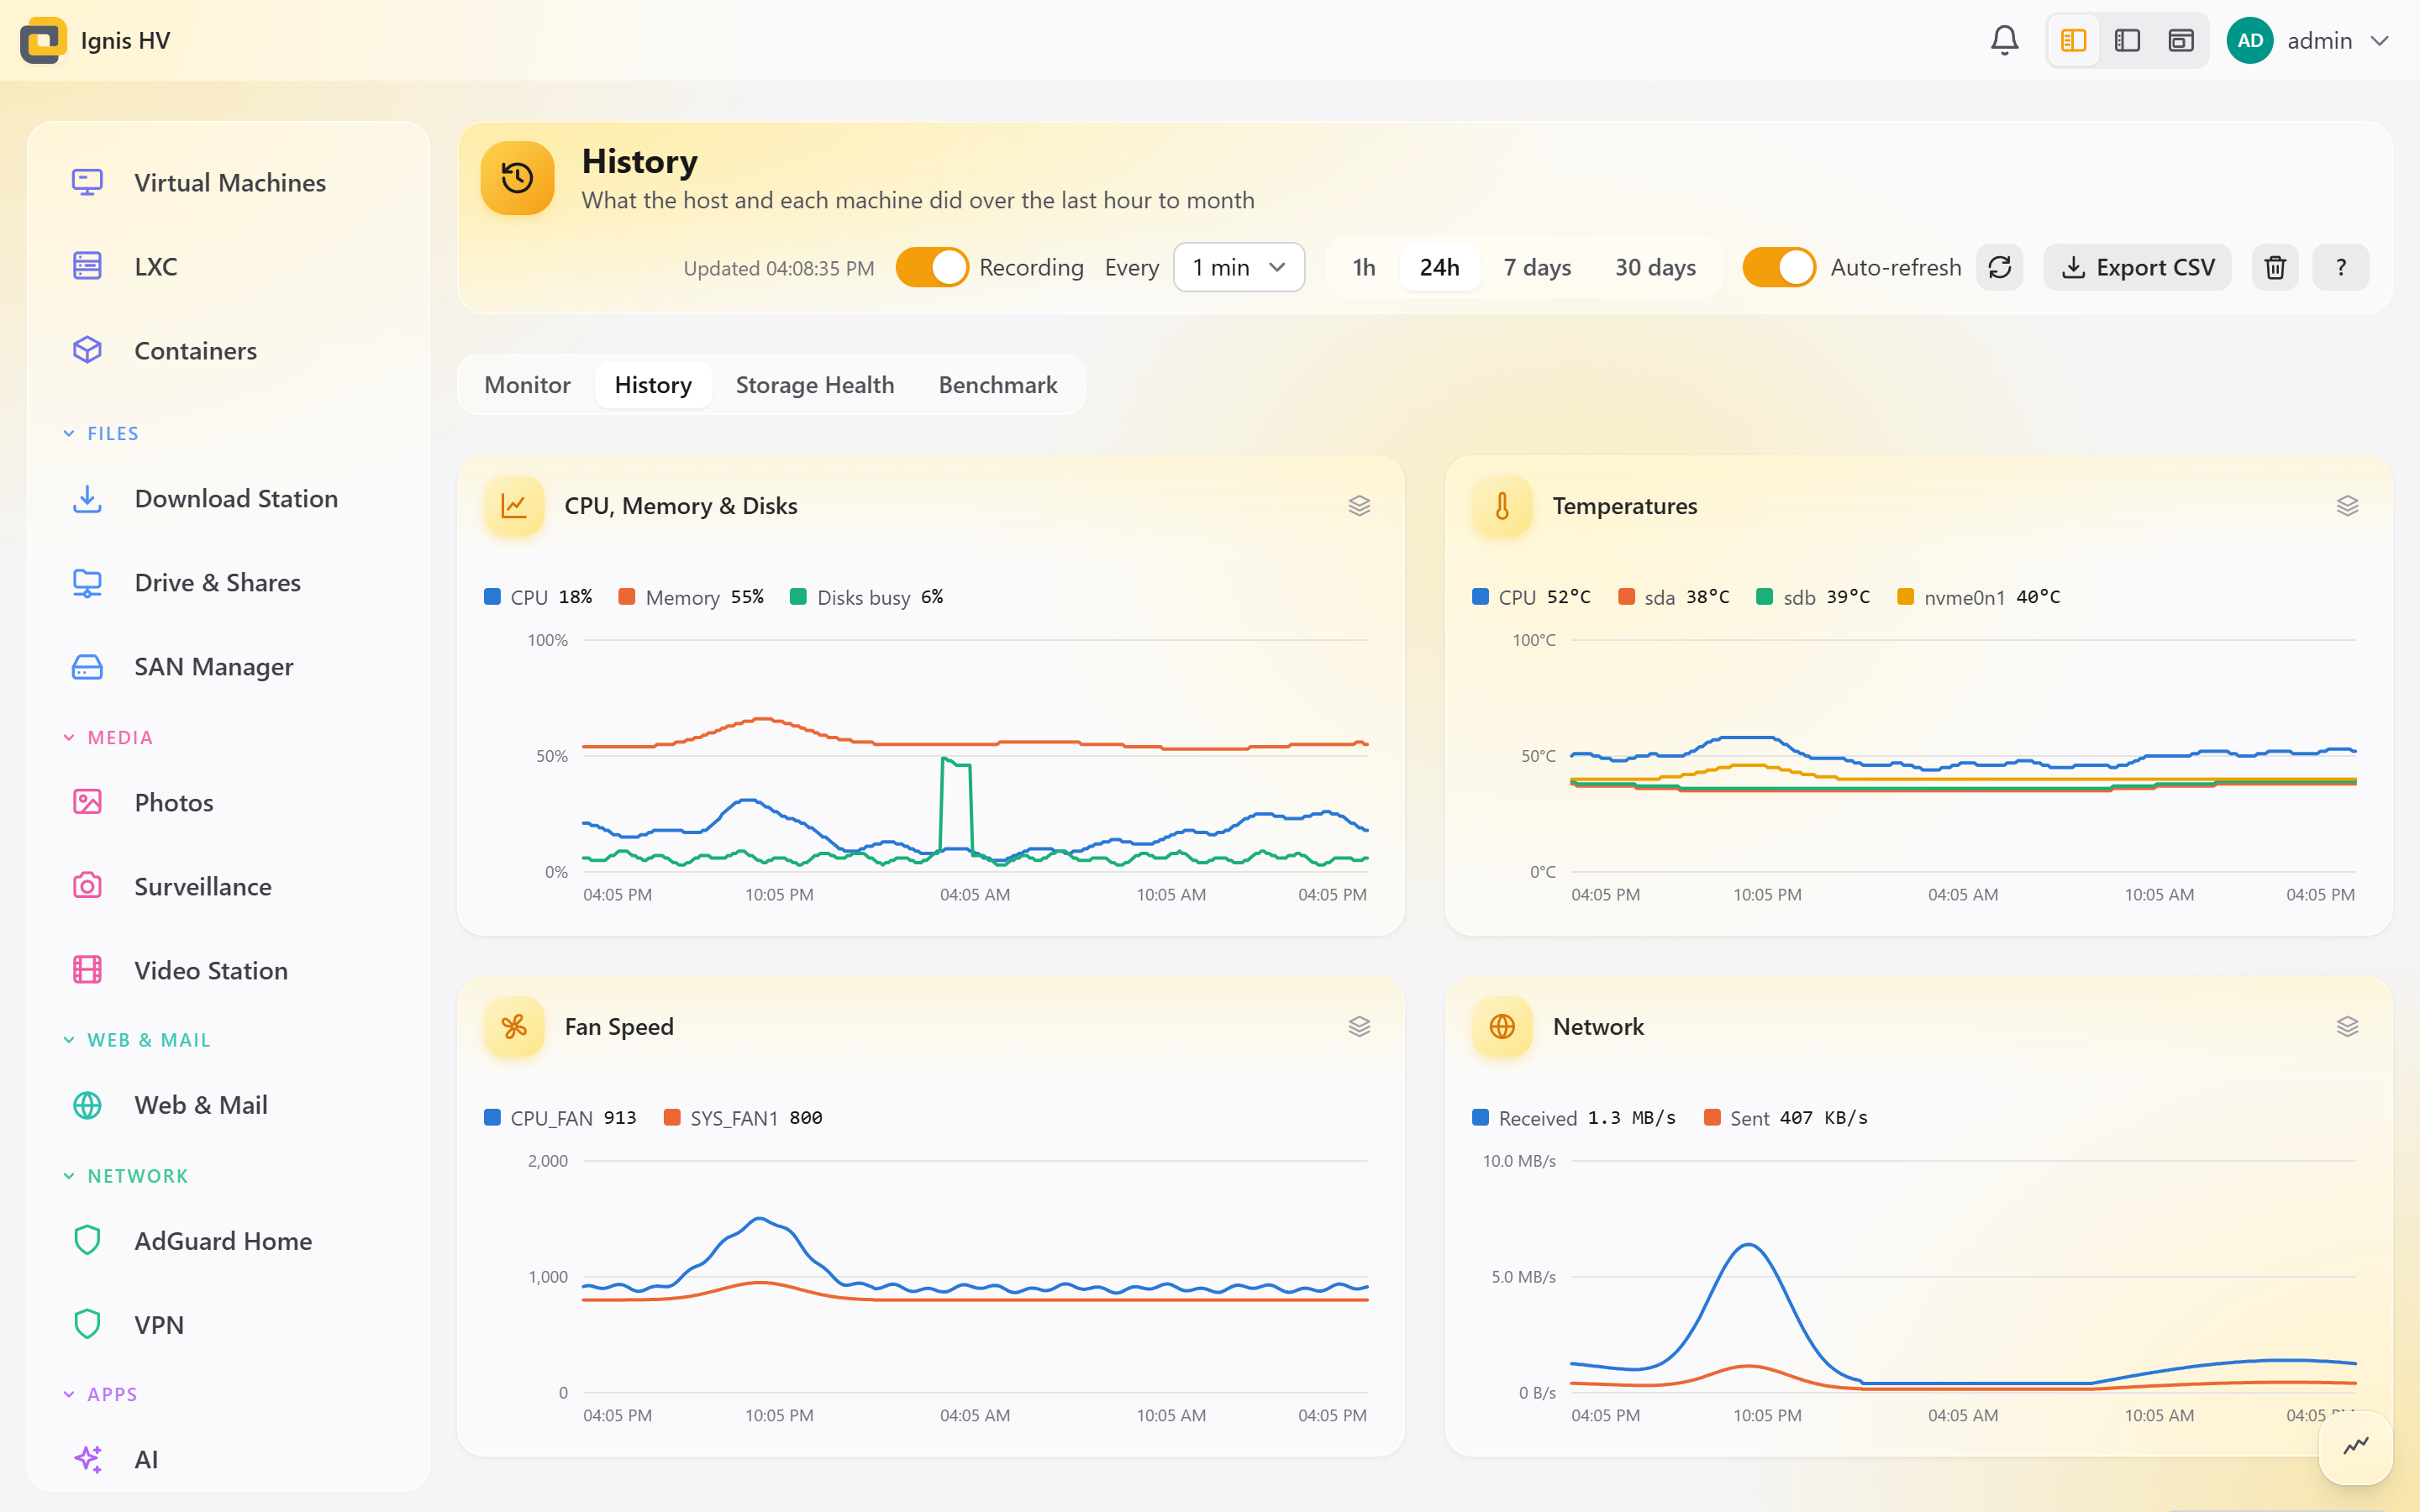 Ignis HV
AD admin
Virtual Machines
LXC
Containers
FILES
Download Station
Drive & Shares
SAN Manager
MEDIA
Photos
Surveillance
Video Station
WEB & MAIL
Web & Mail
NETWORK
AdGuard Home
VPN
APPS
AI
History
What the host and each machine did over the last hour to month
Updated 04:08:35 PM Recording Every 1 min 1h 24h 7 days 30 days Auto-refresh Export CSV ?
Monitor History Storage Health Benchmark
CPU, Memory & Disks
CPU 18% Memory 55% Disks busy 6%
100%
50%
0%
04:05 PM 10:05 PM 04:05 AM 10:05 AM 04:05 PM
Temperatures
CPU 52°C sda 38°C sdb 39°C nvme0n1 40°C
100°C
50°C
0°C
04:05 PM 10:05 PM 04:05 AM 10:05 AM 04:05 PM
Fan Speed
CPU_FAN 913 SYS_FAN1 800
2,000
1,000
0
04:05 PM 10:05 PM 04:05 AM 10:05 AM 04:05 PM
Network
Received 1.3 MB/s Sent 407 KB/s
10.0 MB/s
5.0 MB/s
0 B/s
04:05 PM 10:05 PM 04:05 AM 10:05 AM 04:05